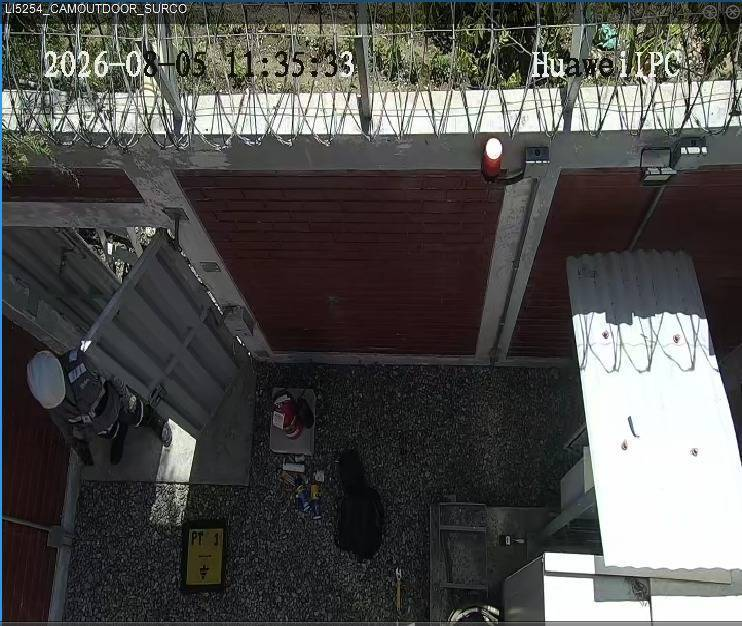 LI5254_CAMOUTDOOR_SURCO
2026-08-05 11:35:33
HuaweiIPC
PT 1